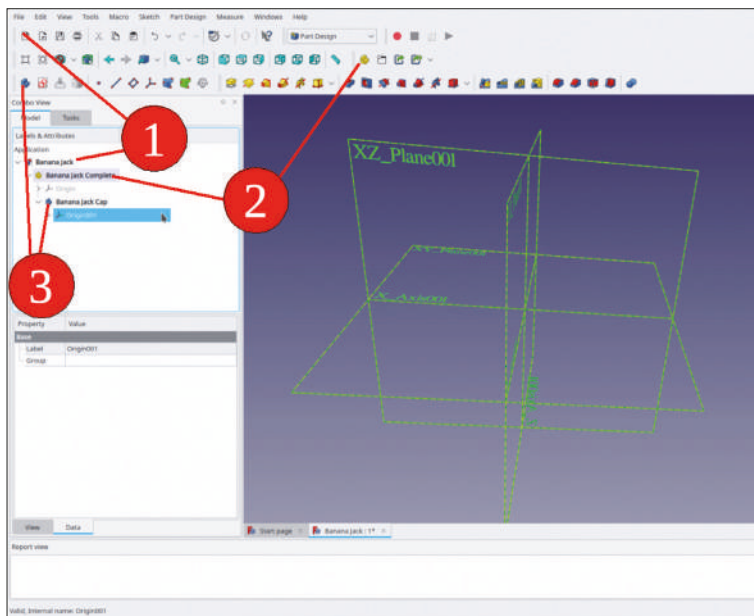 File Edit View Tools Macro Sketch Part Design Measure Windows Help
Part Design
Combo View
Model Tasks
Labels & Attributes
Application
Banana Jack
Banana Jack Complete
Origin
Banana Jack Cap
Origin001
1
2
3
XZ_Plane001
X_Axis001
Property Value
Base
Label Origin001
Group
View Data
Start page
Banana Jack : 1*
Report view
Valid, Internal name: Origin001